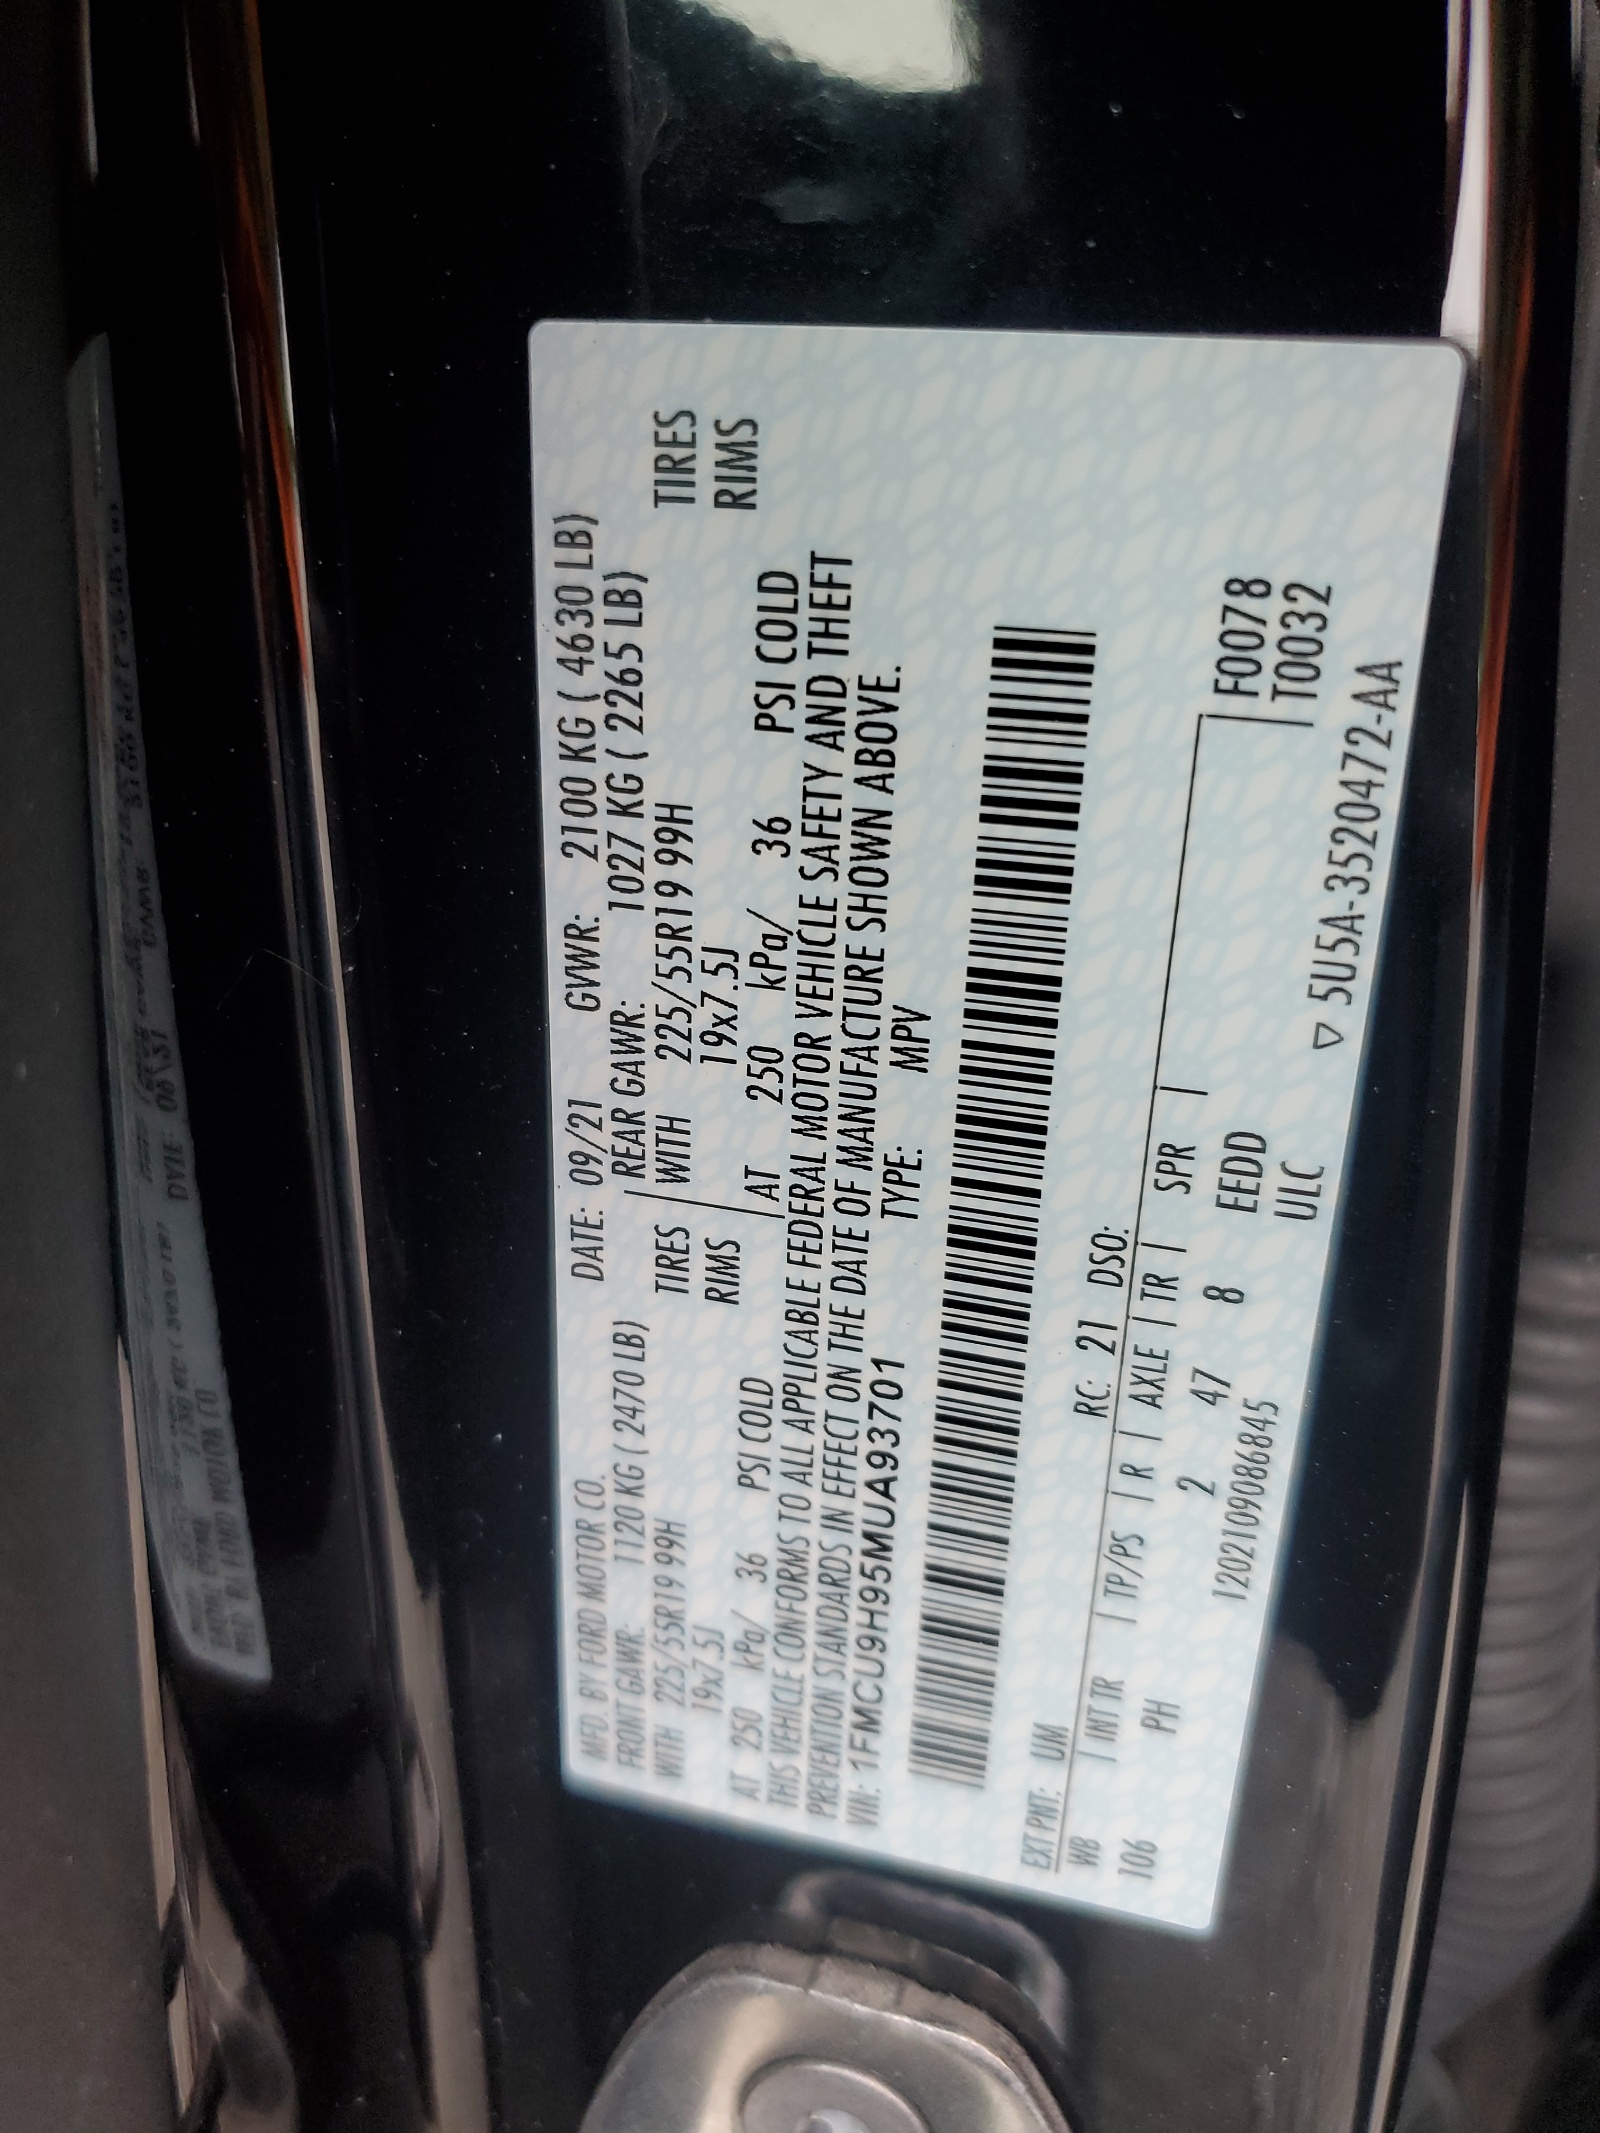 MFD. BY FORD MOTOR CO. DATE: 09/21 GVWR: 2100 KG ( 4630 LB)
FRONT GAWR: 1120 KG ( 2470 LB) REAR GAWR: 1027 KG ( 2265 LB)
WITH 225/55R19 99H TIRES WITH 225/55R19 99H TIRES
19x7.5J RIMS 19x7.5J RIMS
AT 250 kPa/ 36 PSI COLD AT 250 kPa/ 36 PSI COLD
THIS VEHICLE CONFORMS TO ALL APPLICABLE FEDERAL MOTOR VEHICLE SAFETY AND THEFT
PREVENTION STANDARDS IN EFFECT ON THE DATE OF MANUFACTURE SHOWN ABOVE.
VIN: 1FMCU9H95MUA93701 TYPE: MPV
EXT PNT: UM RC: 21 DSO:
WB | INT TR | TP/PS | R | AXLE | TR | SPR |
106 PH 2 2 47 8 EEDD F0078
1202109086845 ULC T0032
▽ 5U5A-3520472-AA